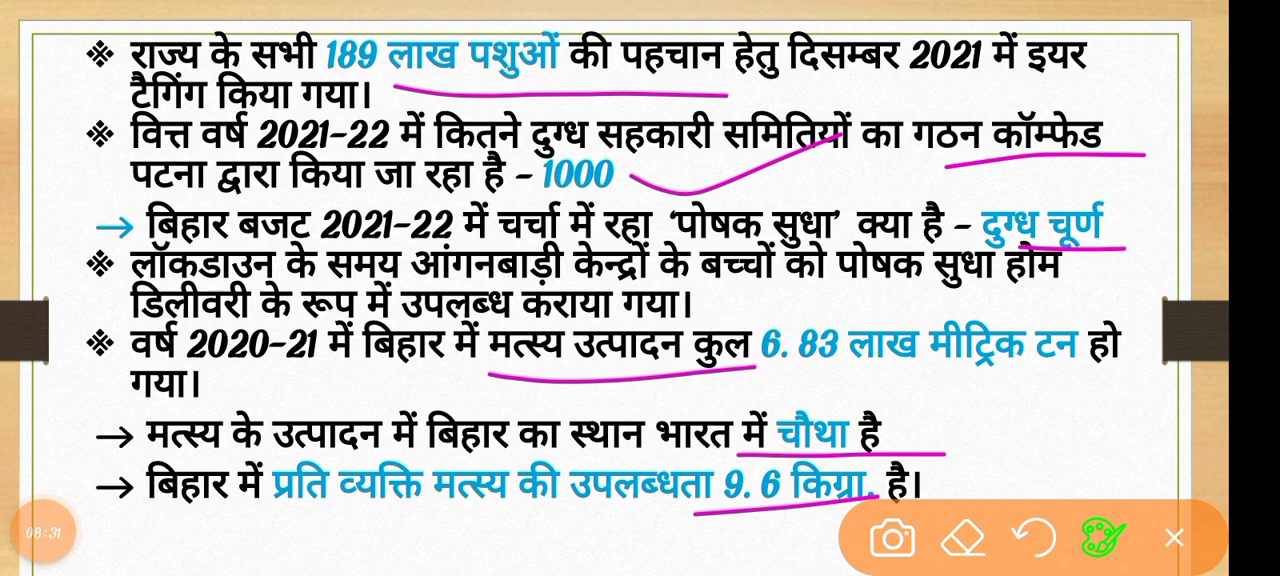 ❖ राज्य के सभी 189 लाख पशुओं की पहचान हेतु दिसम्बर 2021 में इयर
टैगिंग किया गया।
❖ वित्त वर्ष 2021-22 में कितने दुग्ध सहकारी समितियों का गठन कॉम्फेड
पटना द्वारा किया जा रहा है - 1000
→ बिहार बजट 2021-22 में चर्चा में रहा ‘पोषक सुधा’ क्या है - दुग्ध चूर्ण
❖ लॉकडाउन के समय आंगनबाड़ी केन्द्रों के बच्चों को पोषक सुधा होम
डिलीवरी के रूप में उपलब्ध कराया गया।
❖ वर्ष 2020-21 में बिहार में मत्स्य उत्पादन कुल 6. 83 लाख मीट्रिक टन हो
गया।
→ मत्स्य के उत्पादन में बिहार का स्थान भारत में चौथा है
→ बिहार में प्रति व्यक्ति मत्स्य की उपलब्धता 9. 6 किग्रा. है।
08:31